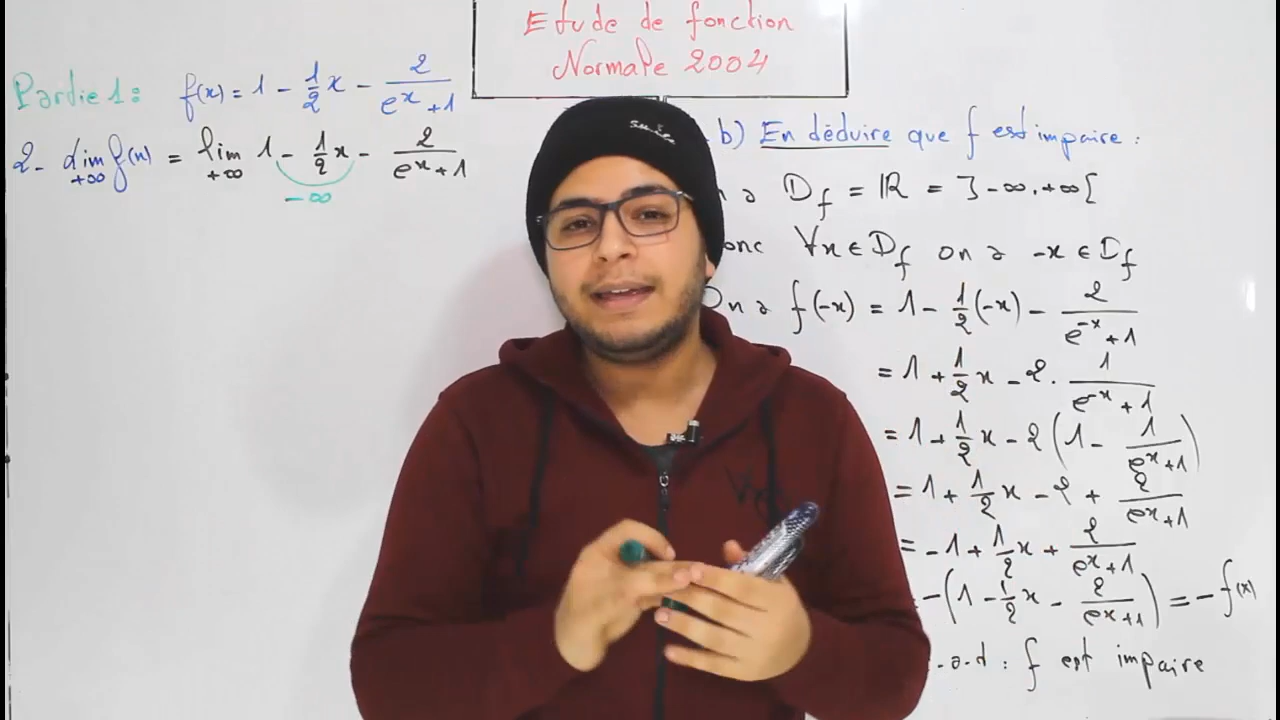 Etude de fonction
Normale 2004
Partie 1: f(x) = 1 - 1/2 x - 2/(e^x + 1)
2- lim f(x) = lim 1 - 1/2 x - 2/(e^x + 1)
+∞ +∞
-∞
b) En déduire que f est impaire :
a D_f = ℝ = ]-∞, +∞[
onc ∀x ∈ D_f on a -x ∈ D_f
On a f(-x) = 1 - 1/2 (-x) - 2/(e^-x + 1)
= 1 + 1/2 x - 2 · 1/(e^-x + 1)
= 1 + 1/2 x - 2 (1 - 1/(e^x + 1))
= 1 + 1/2 x - 2 + 2/(e^x + 1)
= -1 + 1/2 x + 2/(e^x + 1)
-(1 - 1/2 x - 2/(e^x + 1)) = -f(x)
.a.d : f est impaire